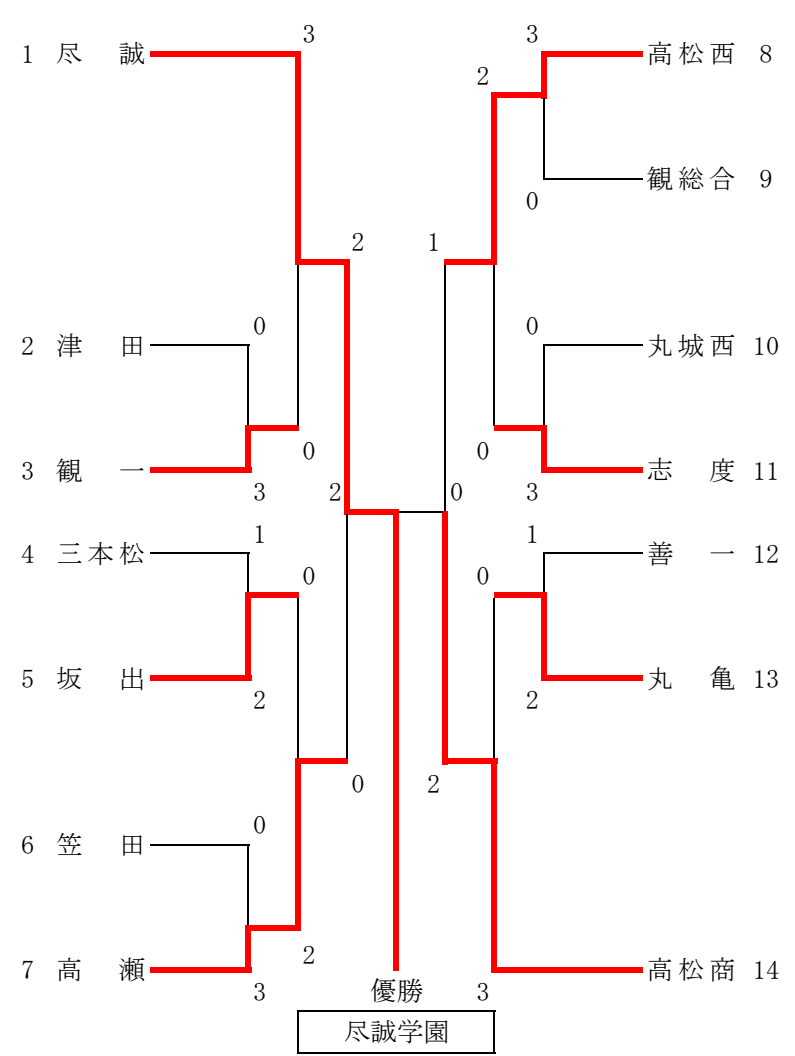 3 3
1 尽 誠 高松西 8
2
観総合 9
0
2 1
0 0
2 津 田 丸城西 10
0 0
3 観 一 志 度 11
3 2 0 3
1 1
4 三本松 善 一 12
0 0
5 坂 出 丸 亀 13
2 2
0 2
0
6 笠 田
2
7 高 瀬 高松商 14
3 優勝 3
尽誠学園